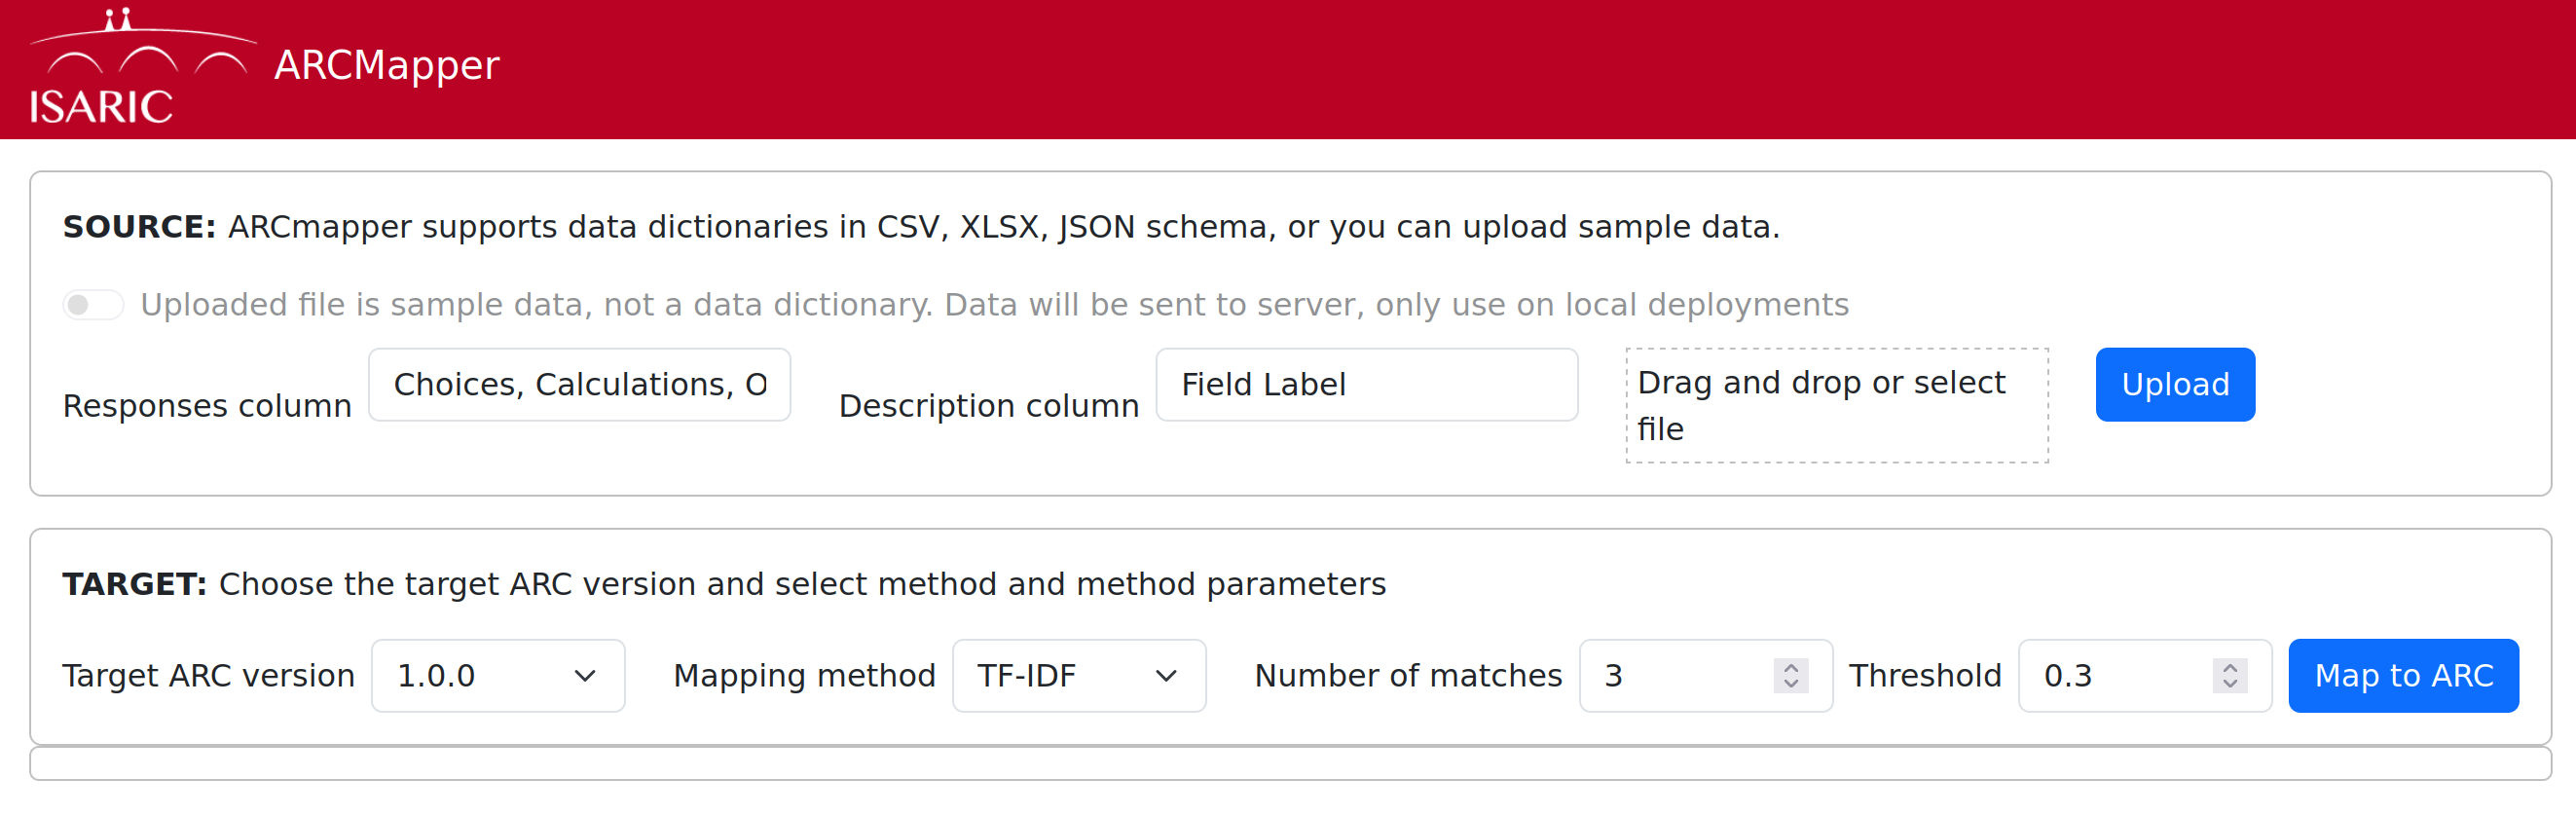 ISARIC
ARCMapper
SOURCE: ARCmapper supports data dictionaries in CSV, XLSX, JSON schema, or you can upload sample data.
Uploaded file is sample data, not a data dictionary. Data will be sent to server, only use on local deployments
Responses column Choices, Calculations, O Description column Field Label Drag and drop or select
file Upload
TARGET: Choose the target ARC version and select method and method parameters
Target ARC version 1.0.0 Mapping method TF-IDF Number of matches 3 Threshold 0.3 Map to ARC